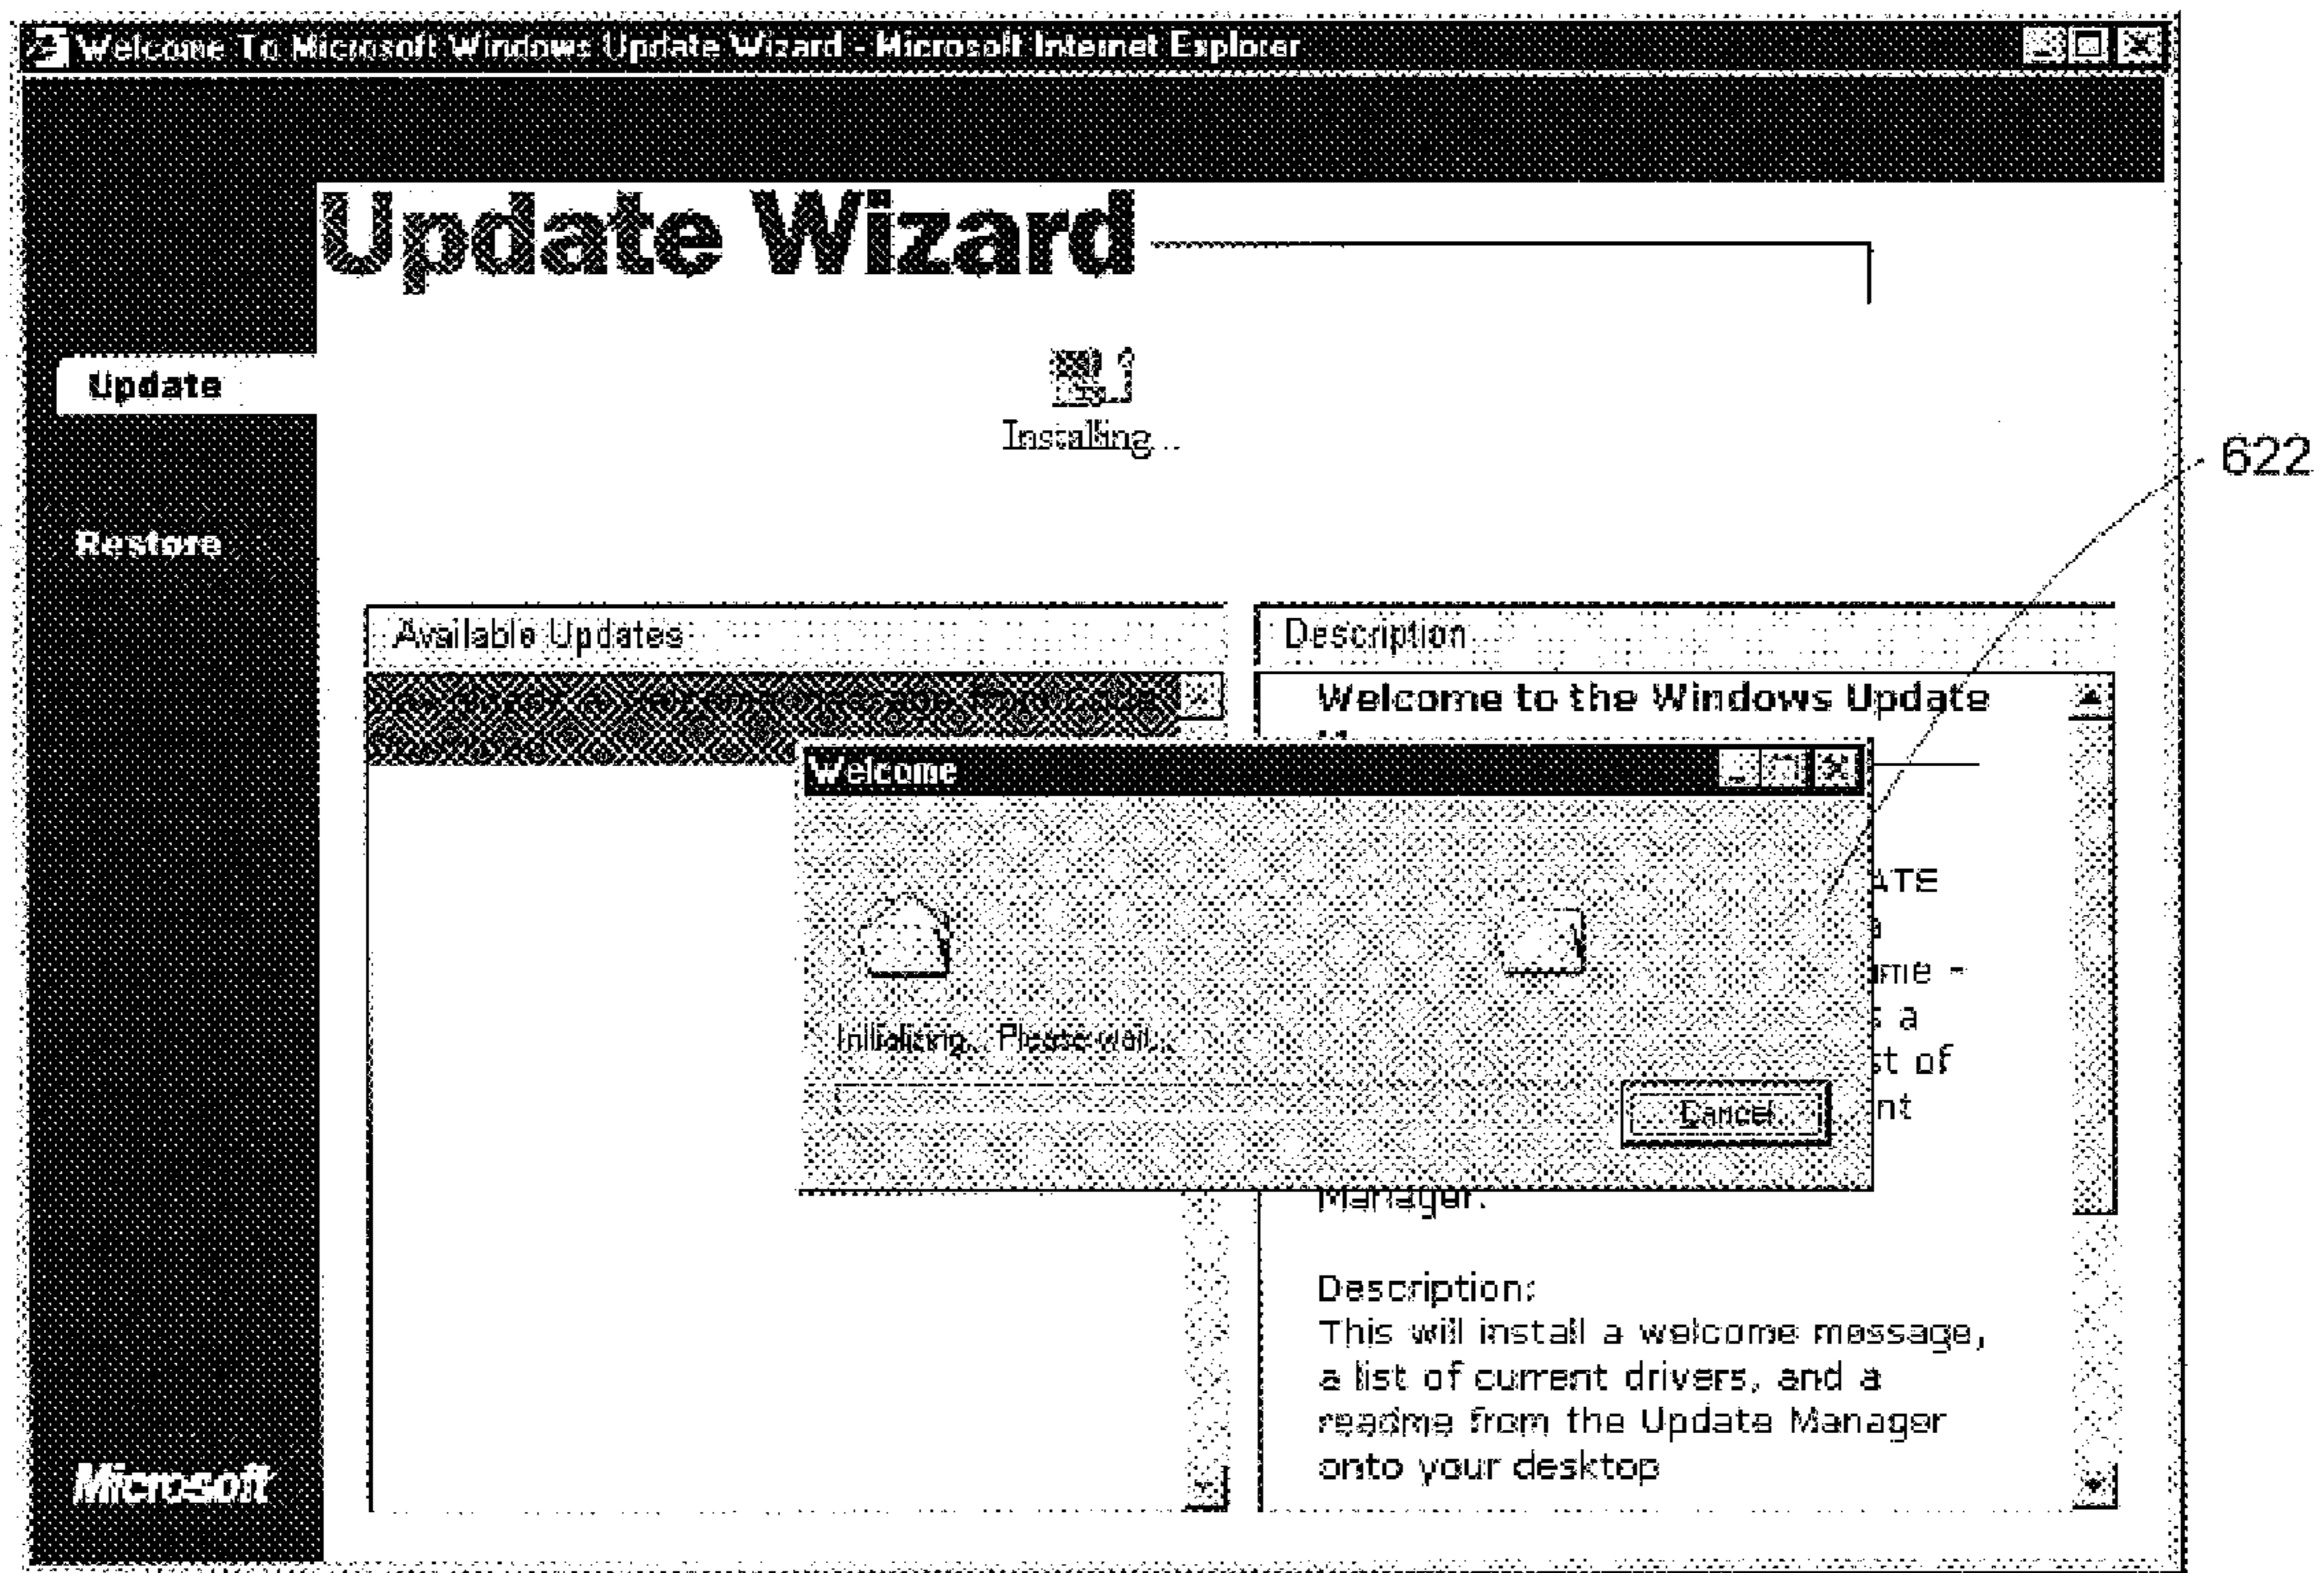 Welcome To Microsoft Windows Update Wizard - Microsoft Internet Explorer
Update Wizard
Update
Installing...
622
Restore
Available Updates
Description
Welcome to the Windows Update
Welcome
ATE
me -
a
st of
Initializing... Please wait...
Cancel
nt
Manager.
Description:
This will install a welcome message,
a list of current drivers, and a
readme from the Update Manager
onto your desktop
Microsoft